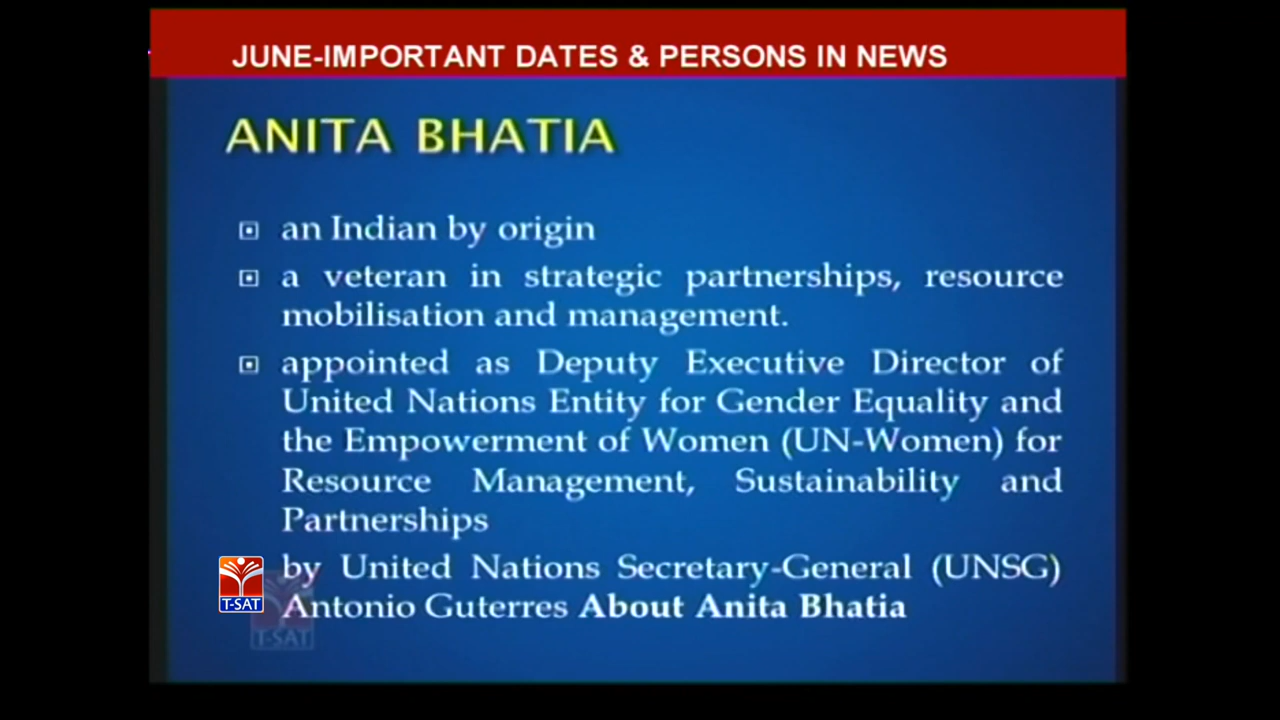 JUNE-IMPORTANT DATES & PERSONS IN NEWS
ANITA BHATIA
an Indian by origin
a veteran in strategic partnerships, resource
mobilisation and management.
appointed as Deputy Executive Director of
United Nations Entity for Gender Equality and
the Empowerment of Women (UN-Women) for
Resource Management, Sustainability and
Partnerships
by United Nations Secretary-General (UNSG)
Antonio Guterres About Anita Bhatia
T-SAT
T-SAT